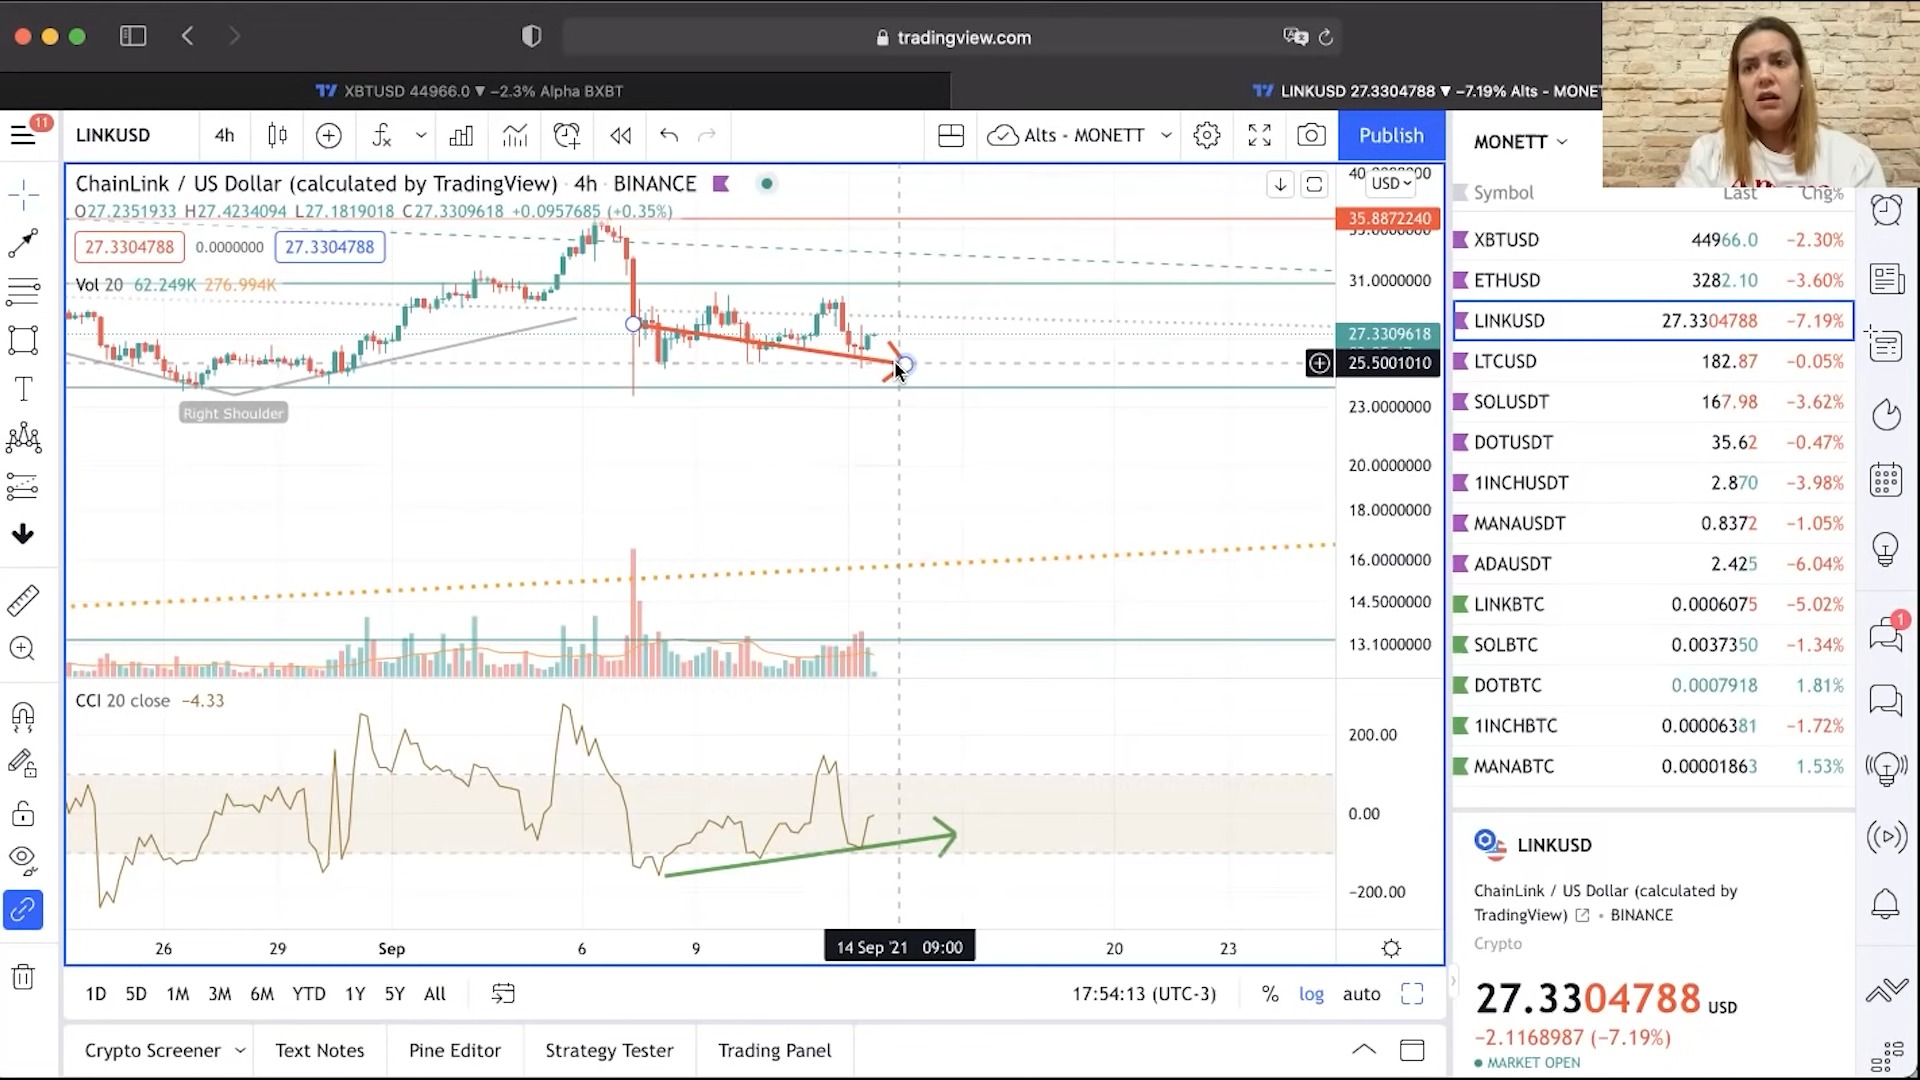 tradingview.com
XBTUSD 44966.0 ▼ −2.3% Alpha BXBT
LINKUSD 27.3304788 ▼ −7.19% Alts - MONET
11
LINKUSD
4h
Alts - MONETT
Publish
MONETT
ChainLink / US Dollar (calculated by TradingView) · 4h · BINANCE
O27.2351933 H27.4234094 L27.1819018 C27.3309618 +0.0957685 (+0.35%)
27.3304788 0.0000000 27.3304788
Vol 20 62.249K 276.994K
Right Shoulder
USD
35.8872240
31.0000000
27.3309618
25.5001010
23.0000000
20.0000000
18.0000000
16.0000000
14.5000000
13.1000000
CCI 20 close −4.33
200.00
0.00
−200.00
26 29 Sep 6 9 14 Sep '21 09:00 20 23
1D 5D 1M 3M 6M YTD 1Y 5Y All
17:54:13 (UTC-3) % log auto
Crypto Screener Text Notes Pine Editor Strategy Tester Trading Panel
Symbol Last Chg%
XBTUSD 44966.0 −2.30%
ETHUSD 3282.10 −3.60%
LINKUSD 27.3304788 −7.19%
LTCUSD 182.87 −0.05%
SOLUSDT 167.98 −3.62%
DOTUSDT 35.62 −0.47%
1INCHUSDT 2.870 −3.98%
MANAUSDT 0.8372 −1.05%
ADAUSDT 2.425 −6.04%
LINKBTC 0.0006075 −5.02%
SOLBTC 0.0037350 −1.34%
DOTBTC 0.0007918 1.81%
1INCHBTC 0.00006381 −1.72%
MANABTC 0.00001863 1.53%
1
LINKUSD
ChainLink / US Dollar (calculated by
TradingView) • BINANCE
Crypto
27.3304788 USD
−2.1168987 (−7.19%)
• MARKET OPEN